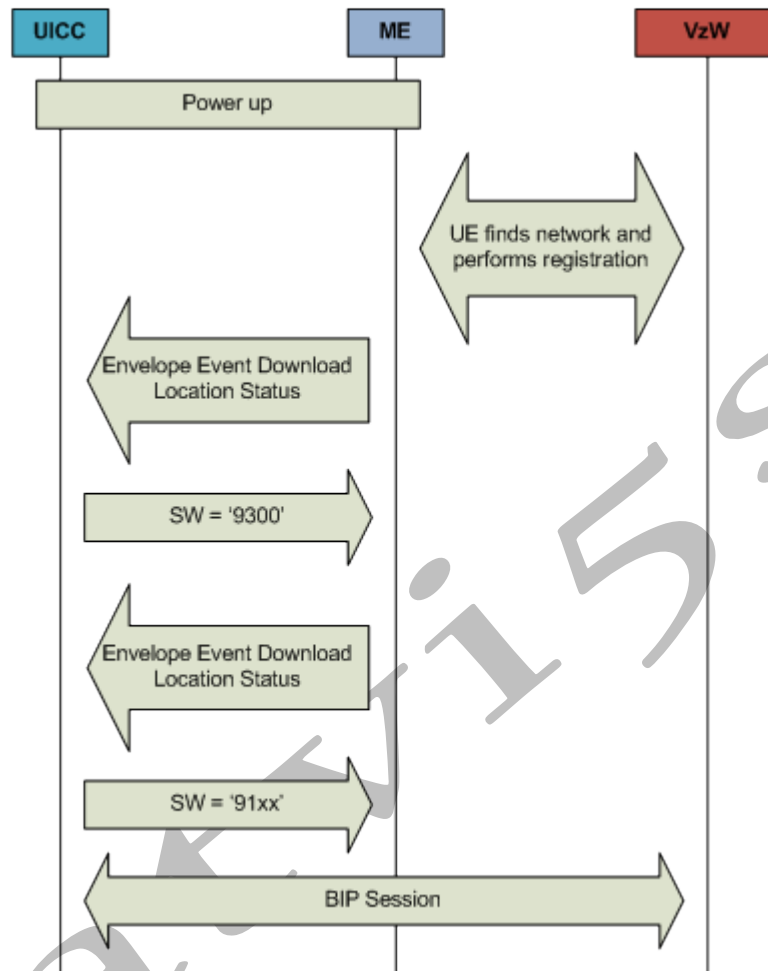 UICC
ME
VzW
Power up
UE finds network and
performs registration
Envelope Event Download
Location Status
SW = ‘9300’
Envelope Event Download
Location Status
SW = ‘91xx’
BIP Session